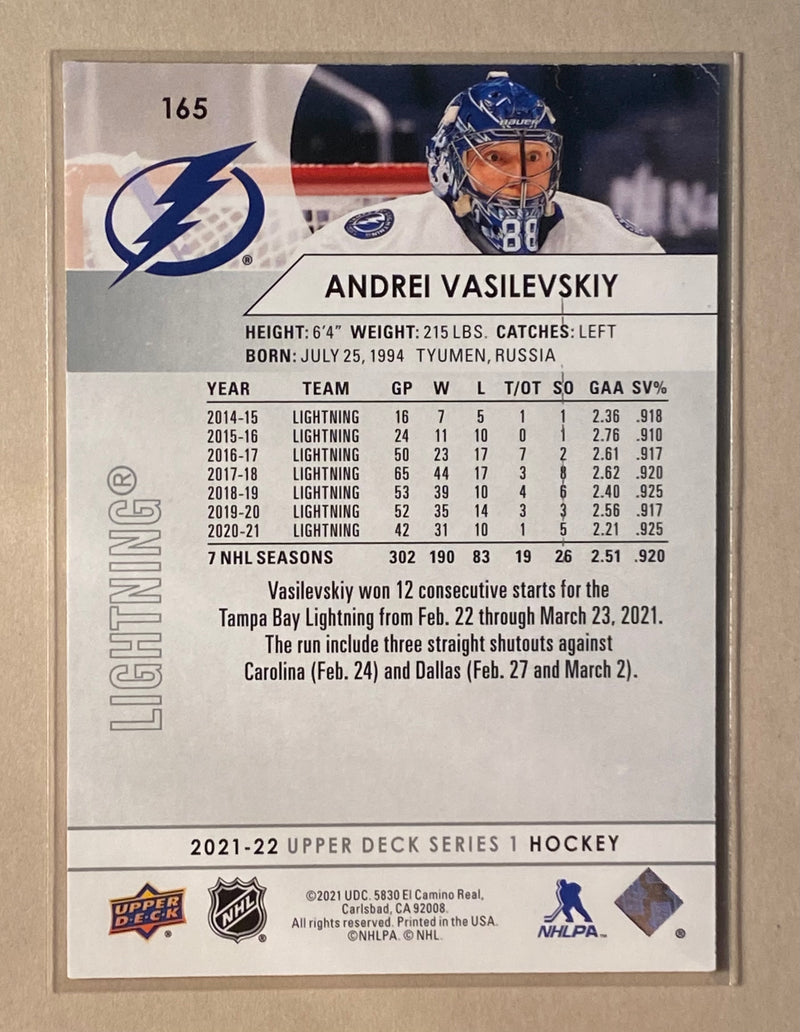 165
BAUER
88
LIGHTNING
®
ANDREI VASILEVSKIY
HEIGHT: 6'4" WEIGHT: 215 LBS. CATCHES: LEFT
BORN: JULY 25, 1994 TYUMEN, RUSSIA
YEAR TEAM GP W L T/OT SO GAA SV%
2014-15 LIGHTNING 16 7 5 1 1 2.36 .918
2015-16 LIGHTNING 24 11 10 0 1 2.76 .910
2016-17 LIGHTNING 50 23 17 7 2 2.61 .917
2017-18 LIGHTNING 65 44 17 3 8 2.62 .920
2018-19 LIGHTNING 53 39 10 4 6 2.40 .925
2019-20 LIGHTNING 52 35 14 3 3 2.56 .917
2020-21 LIGHTNING 42 31 10 1 5 2.21 .925
7 NHL SEASONS 302 190 83 19 26 2.51 .920
LIGHTNING®
Vasilevskiy won 12 consecutive starts for the
Tampa Bay Lightning from Feb. 22 through March 23, 2021.
The run include three straight shutouts against
Carolina (Feb. 24) and Dallas (Feb. 27 and March 2).
2021-22 UPPER DECK SERIES 1 HOCKEY
UPPER
D·E·C·K
®
NHL
®
©2021 UDC. 5830 El Camino Real,
Carlsbad, CA 92008.
All rights reserved. Printed in the USA.
©NHLPA. © NHL.
NHLPA™
®